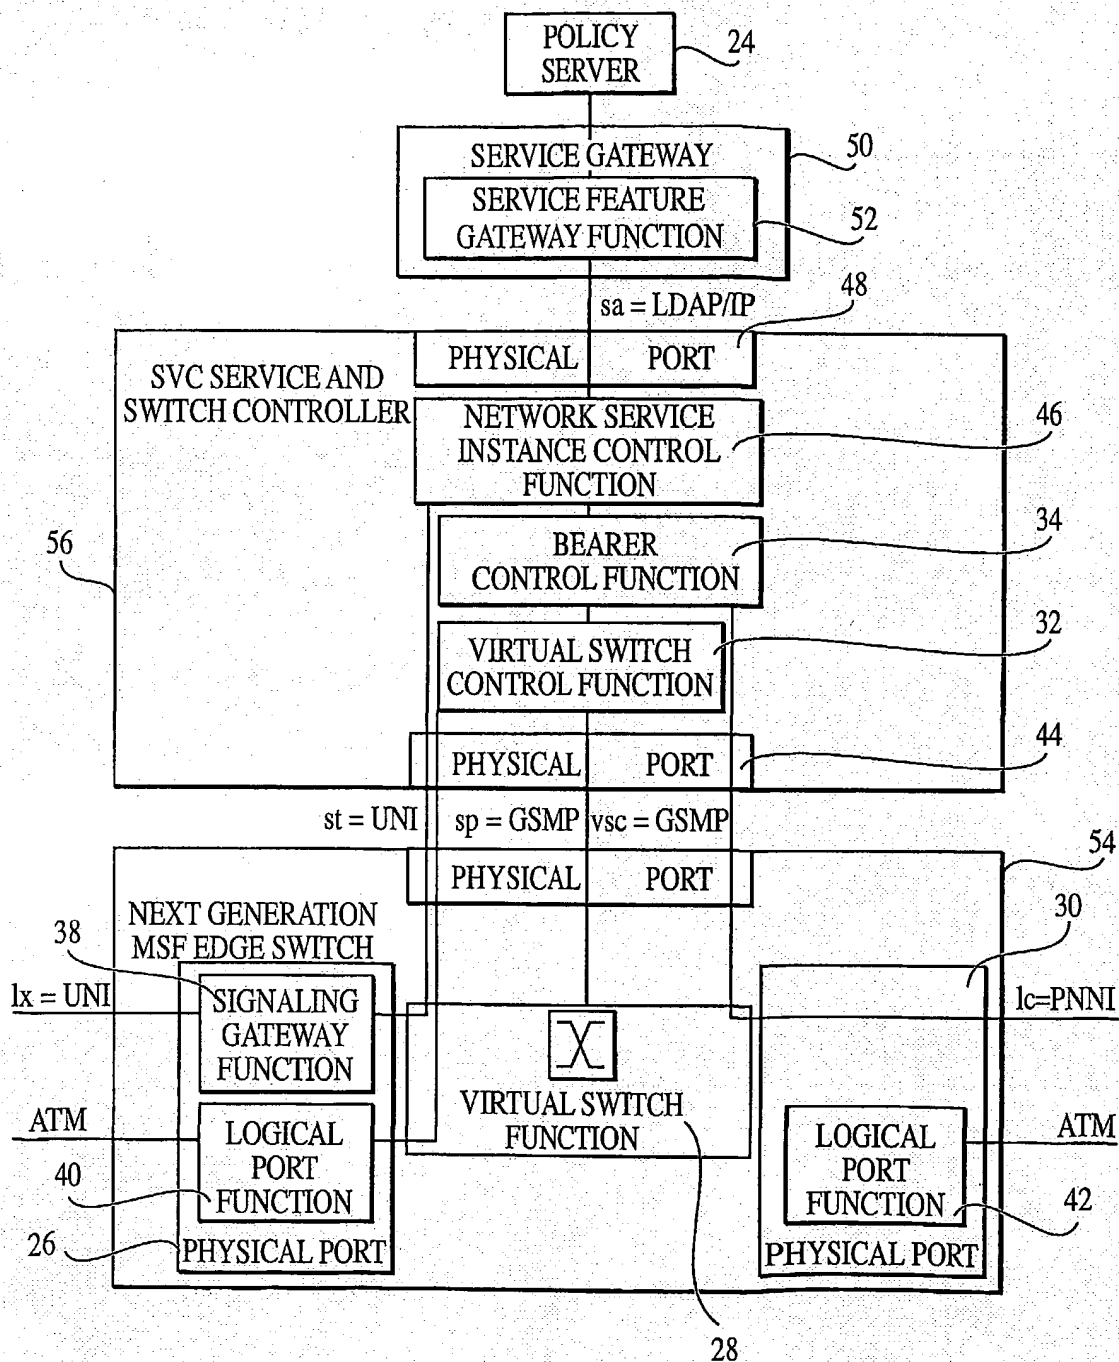 POLICY
SERVER
24
SERVICE GATEWAY
50
SERVICE FEATURE
GATEWAY FUNCTION
52
sa = LDAP/IP
48
PHYSICAL PORT
SVC SERVICE AND
SWITCH CONTROLLER
NETWORK SERVICE
INSTANCE CONTROL
FUNCTION
46
BEARER
CONTROL FUNCTION
34
56
VIRTUAL SWITCH
CONTROL FUNCTION
32
PHYSICAL PORT
44
st = UNI
sp = GSMP
vsc = GSMP
54
PHYSICAL PORT
NEXT GENERATION
MSF EDGE SWITCH
30
38
lx = UNI
SIGNALING
GATEWAY
FUNCTION
lc=PNNI
VIRTUAL SWITCH
FUNCTION
ATM
LOGICAL
PORT
FUNCTION
40
LOGICAL
PORT
FUNCTION
ATM
42
26
PHYSICAL PORT
PHYSICAL PORT
28